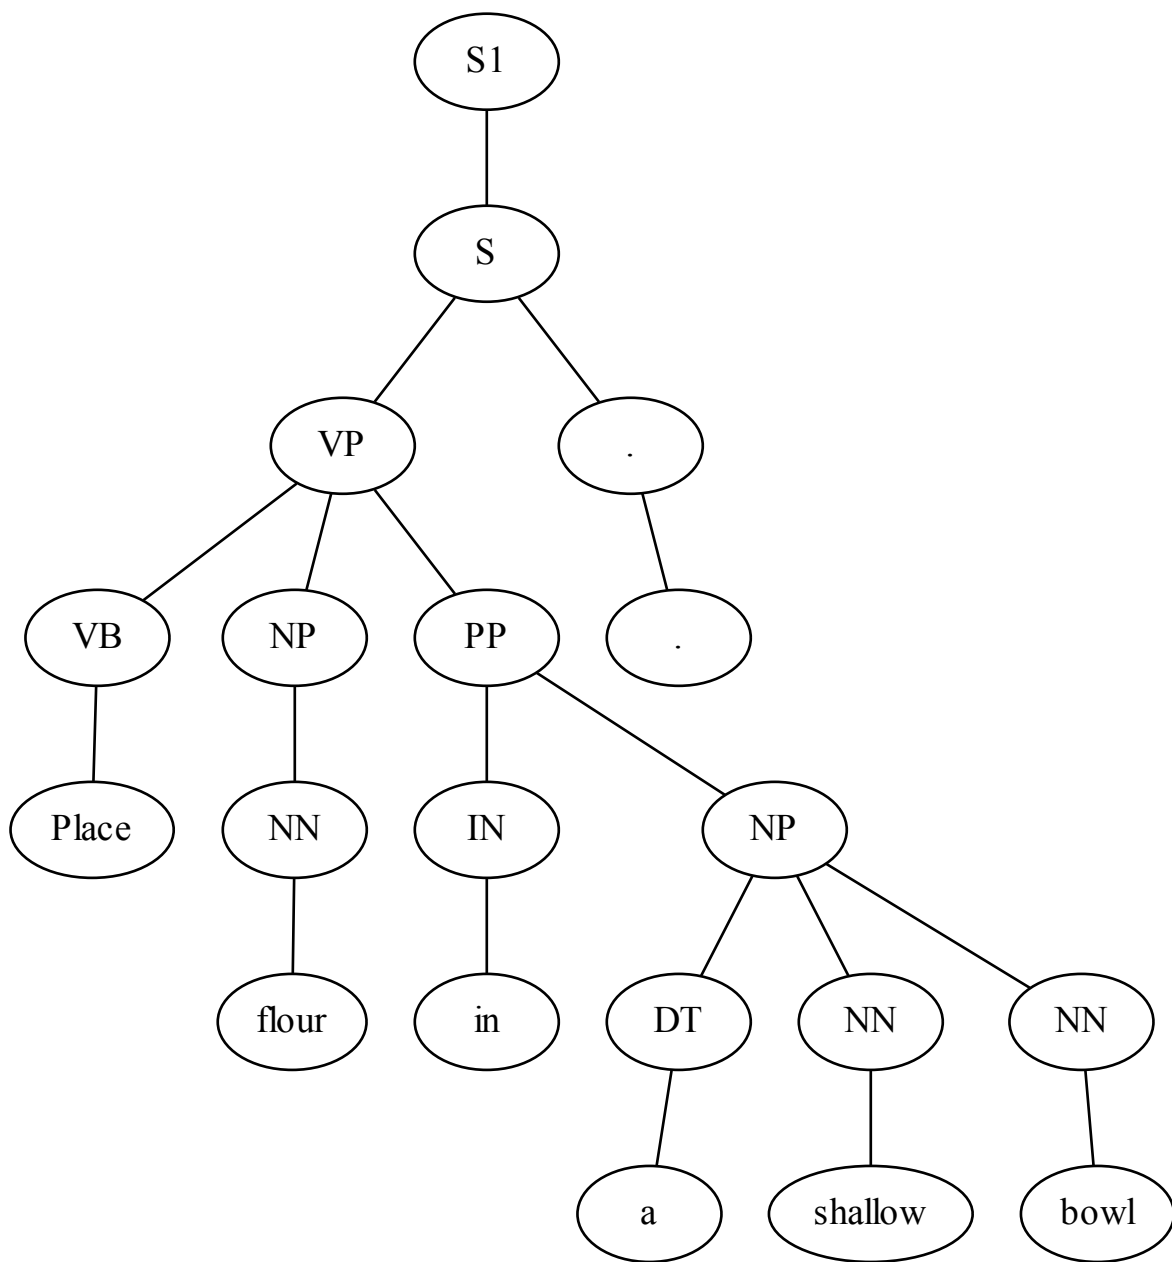 S1
S
VP .
VB NP PP .
Place NN IN NP
flour in DT NN NN
a shallow bowl